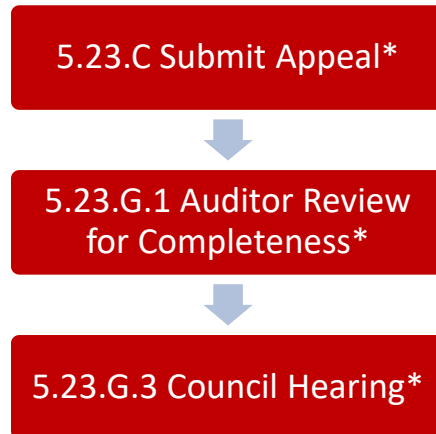 5.23.C Submit Appeal*
5.23.G.1 Auditor Review
for Completeness*
5.23.G.3 Council Hearing*